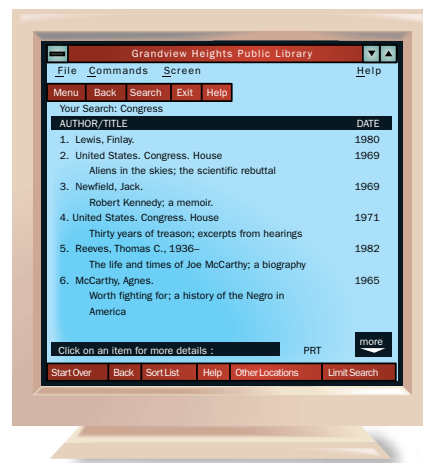 Grandview Heights Public Library
File Commands Screen Help
Menu Back Search Exit Help
Your Search: Congress
AUTHOR/TITLE DATE
1. Lewis, Finlay. 1980
2. United States. Congress. House 1969
Aliens in the skies; the scientific rebuttal
3. Newfield, Jack. 1969
Robert Kennedy; a memoir.
4. United States. Congress. House 1971
Thirty years of treason; excerpts from hearings
5. Reeves, Thomas C., 1936– 1982
The life and times of Joe McCarthy; a biography
6. McCarthy, Agnes. 1965
Worth fighting for; a history of the Negro in
America
more
Click on an item for more details : PRT
Start Over Back Sort List Help Other Locations Limit Search